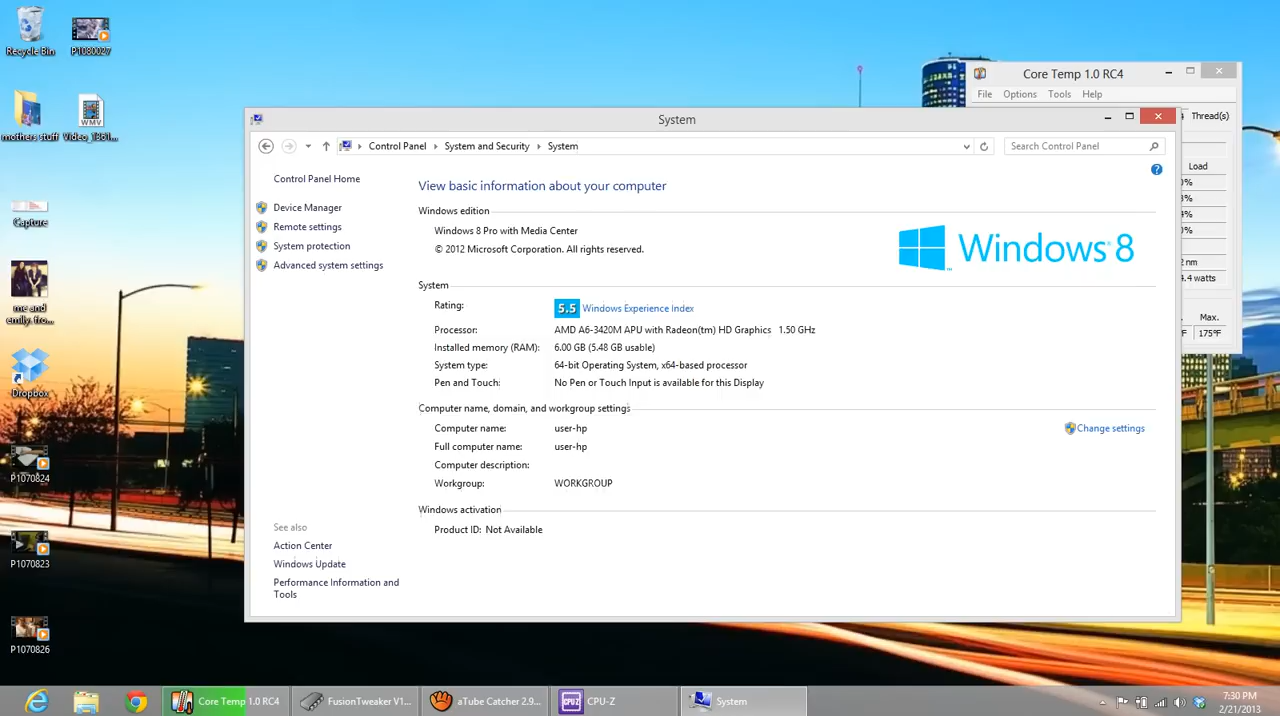 Recycle Bin
P1080027
mothers stuff
Video_1361...
Capture
me and
emily. fro...
Dropbox
P1070824
P1070823
P1070826
Core Temp 1.0 RC4
File Options Tools Help
Thread(s)
Load
175°F
Max.
System
Control Panel System and Security System
Search Control Panel
Control Panel Home
Device Manager
Remote settings
System protection
Advanced system settings
See also
Action Center
Windows Update
Performance Information and
Tools
View basic information about your computer
Windows edition
Windows 8 Pro with Media Center
© 2012 Microsoft Corporation. All rights reserved.
Windows 8
System
Rating: 5.5 Windows Experience Index
Processor: AMD A6-3420M APU with Radeon(tm) HD Graphics 1.50 GHz
Installed memory (RAM): 6.00 GB (5.48 GB usable)
System type: 64-bit Operating System, x64-based processor
Pen and Touch: No Pen or Touch Input is available for this Display
Computer name, domain, and workgroup settings
Computer name: user-hp
Change settings
Full computer name: user-hp
Computer description:
Workgroup: WORKGROUP
Windows activation
Product ID: Not Available
Core Temp 1.0 RC4
FusionTweaker V1...
aTube Catcher 2.9...
CPU-Z
System
7:30 PM
2/21/2013